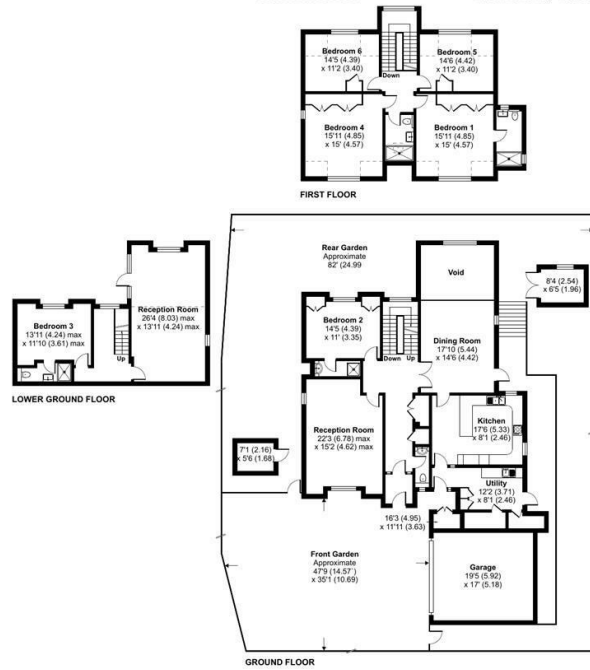 Bedroom 6
14'5 (4.39)
x 11'2 (3.40)
Down
Bedroom 5
14'6 (4.42)
x 11'2 (3.40)
Bedroom 4
15'11 (4.85)
x 15' (4.57)
Bedroom 1
15'11 (4.85)
x 15' (4.57)
FIRST FLOOR
Rear Garden
Approximate
82' (24.99
Void
8'4 (2.54)
x 6'5 (1.96)
Reception Room
26'4 (8.03) max
x 13'11 (4.24) max
Bedroom 3
13'11 (4.24) max
x 11'10 (3.61) max
Up
LOWER GROUND FLOOR
Bedroom 2
14'5 (4.39)
x 11' (3.35)
Down
Up
Dining Room
17'10 (5.44)
x 14'6 (4.42)
Reception Room
22'3 (6.78) max
x 15'2 (4.62) max
Kitchen
17'6 (5.33)
x 8'1 (2.46)
7'1 (2.16)
x 5'6 (1.68)
Utility
12'2 (3.71)
x 8'1 (2.46)
16'3 (4.95)
x 11'11 (3.63)
Front Garden
Approximate
47'9 (14.57')
x 35'1 (10.69)
Garage
19'5 (5.92)
x 17' (5.18)
GROUND FLOOR